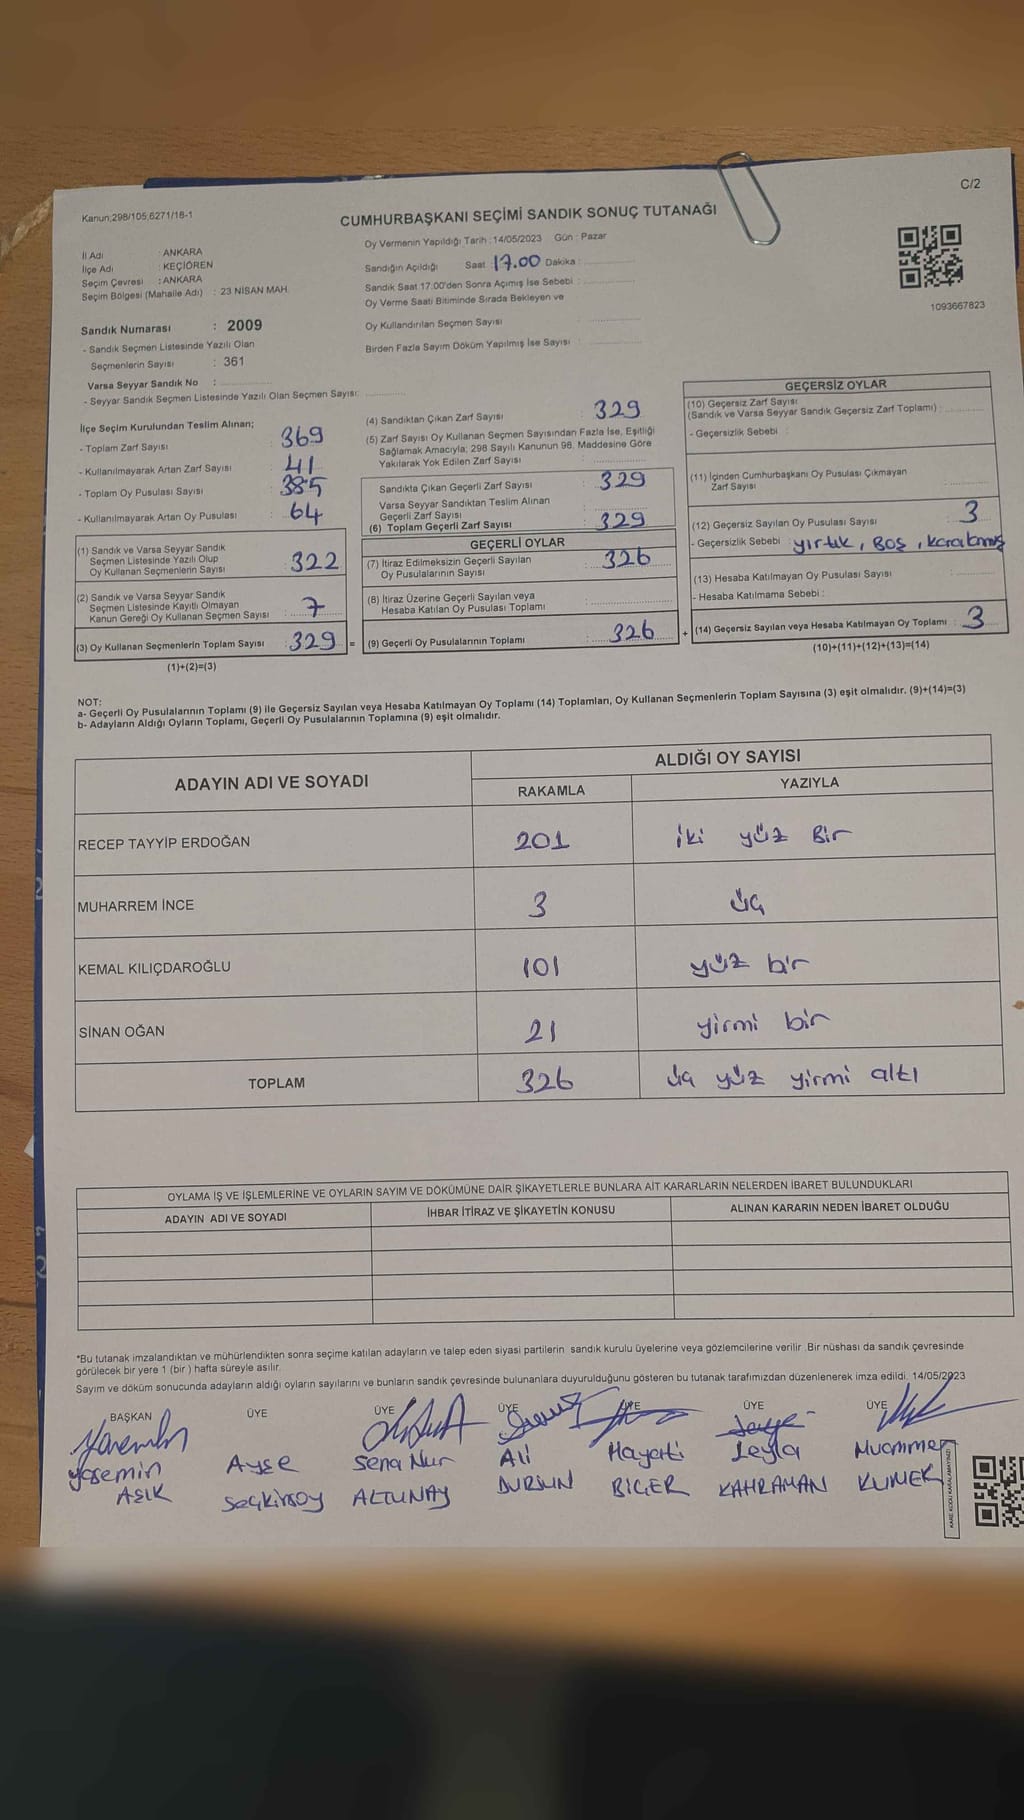 C/2
Kanun;298/105;6271/18-1
CUMHURBAŞKANI SEÇİMİ SANDIK SONUÇ TUTANAĞI
İl Adı : ANKARA
İlçe Adı : KEÇİÖREN
Seçim Çevresi : ANKARA
Seçim Bölgesi (Mahalle Adı) : 23 NİSAN MAH.
Sandık Numarası : 2009
- Sandık Seçmen Listesinde Yazılı Olan
Seçmenlerin Sayısı : 361
Varsa Seyyar Sandık No :
- Seyyar Sandık Seçmen Listesinde Yazılı Olan Seçmen Sayısı:
Oy Vermenin Yapıldığı Tarih : 14/05/2023 Gün : Pazar
Sandığın Açıldığı Saat 17.00 Dakika :
Sandık Saat 17:00'den Sonra Açımış İse Sebebi :
Oy Verme Saati Bitiminde Sırada Bekleyen ve
Oy Kullandırılan Seçmen Sayısı :
Birden Fazla Sayım Döküm Yapılmış İse Sayısı :
1093667823
İlçe Seçim Kurulundan Teslim Alınan;
- Toplam Zarf Sayısı : 369
- Kullanılmayarak Artan Zarf Sayısı : 41
- Toplam Oy Pusulası Sayısı : 385
- Kullanılmayarak Artan Oy Pusulası : 64
(1) Sandık ve Varsa Seyyar Sandık
Seçmen Listesinde Yazılı Olup
Oy Kullanan Seçmenlerin Sayısı : 322
(2) Sandık ve Varsa Seyyar Sandık
Seçmen Listesinde Kayıtlı Olmayan
Kanun Gereği Oy Kullanan Seçmen Sayısı : 7
(3) Oy Kullanan Seçmenlerin Toplam Sayısı : 329 =
(1)+(2)=(3)
(4) Sandıktan Çıkan Zarf Sayısı : 329
(5) Zarf Sayısı Oy Kullanan Seçmen Sayısından Fazla İse, Eşitliği
Sağlamak Amacıyla; 298 Sayılı Kanunun 98. Maddesine Göre
Yakılarak Yok Edilen Zarf Sayısı :
Sandıkta Çıkan Geçerli Zarf Sayısı : 329
Varsa Seyyar Sandıktan Teslim Alınan
Geçerli Zarf Sayısı :
(6) Toplam Geçerli Zarf Sayısı : 329
GEÇERLİ OYLAR
(7) İtiraz Edilmeksizin Geçerli Sayılan
Oy Pusulalarının Sayısı : 326
(8) İtiraz Üzerine Geçerli Sayılan veya
Hesaba Katılan Oy Pusulası Toplamı :
(9) Geçerli Oy Pusulalarının Toplamı : 326 +
GEÇERSİZ OYLAR
(10) Geçersiz Zarf Sayısı
(Sandık ve Varsa Seyyar Sandık Geçersiz Zarf Toplamı) :
- Geçersizlik Sebebi :
(11) İçinden Cumhurbaşkanı Oy Pusulası Çıkmayan
Zarf Sayısı :
(12) Geçersiz Sayılan Oy Pusulası Sayısı : 3
- Geçersizlik Sebebi : yırtık, Boş, karalanmış
(13) Hesaba Katılmayan Oy Pusulası Sayısı :
- Hesaba Katılmama Sebebi :
(14) Geçersiz Sayılan veya Hesaba Katılmayan Oy Toplamı : 3
(10)+(11)+(12)+(13)=(14)
NOT:
a- Geçerli Oy Pusulalarının Toplamı (9) ile Geçersiz Sayılan veya Hesaba Katılmayan Oy Toplamı (14) Toplamları, Oy Kullanan Seçmenlerin Toplam Sayısına (3) eşit olmalıdır. (9)+(14)=(3)
b- Adayların Aldığı Oyların Toplamı, Geçerli Oy Pusulalarının Toplamına (9) eşit olmalıdır.
ADAYIN ADI VE SOYADI ALDIĞI OY SAYISI
RAKAMLA YAZIYLA
RECEP TAYYİP ERDOĞAN 201 iki yüz Bir
MUHARREM İNCE 3 üç
KEMAL KILIÇDAROĞLU 101 yüz bir
SİNAN OĞAN 21 yirmi bir
TOPLAM 326 üç yüz yirmi altı
OYLAMA İŞ VE İŞLEMLERİNE VE OYLARIN SAYIM VE DÖKÜMÜNE DAİR ŞİKAYETLERLE BUNLARA AİT KARARLARIN NELERDEN İBARET BULUNDUKLARI
ADAYIN ADI VE SOYADI İHBAR İTİRAZ VE ŞİKAYETİN KONUSU ALINAN KARARIN NEDEN İBARET OLDUĞU
*Bu tutanak imzalandıktan ve mühürlendikten sonra seçime katılan adayların ve talep eden siyasi partilerin sandık kurulu üyelerine veya gözlemcilerine verilir .Bir nüshası da sandık çevresinde
görülecek bir yere 1 (bir ) hafta süreyle asılır.
Sayım ve döküm sonucunda adayların aldığı oyların sayılarını ve bunların sandık çevresinde bulunanlara duyurulduğunu gösteren bu tutanak tarafımızdan düzenlenerek imza edildi. 14/05/2023
BAŞKAN ÜYE ÜYE ÜYE ÜYE ÜYE ÜYE
Yasemin Ayşe Sena Nur Ali Hayati Leyla Muammer
AŞIK Seçkinsoy ALTUNAY DURSUN BİÇER KAHRAMAN KUMEK
KARE KODU KARALAMAYINIZ!